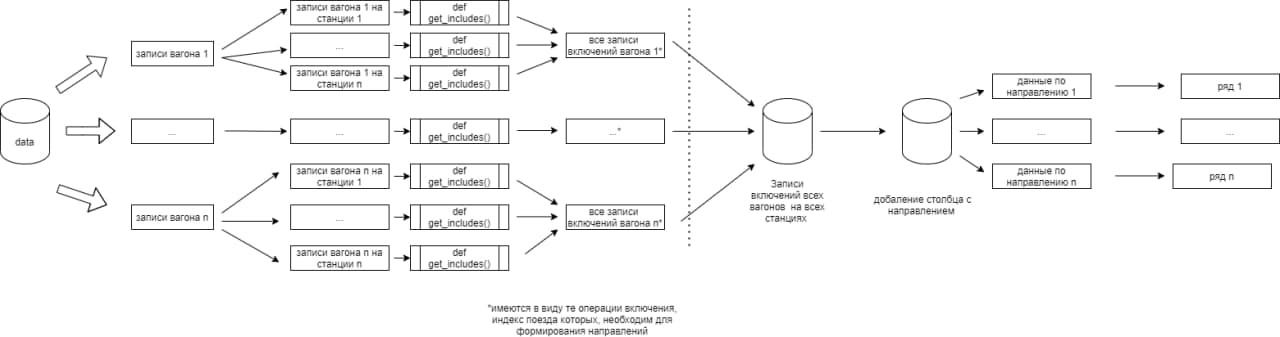 data
записи вагон 1
...
записи вагона n
записи вагона 1 на
станции 1
...
записи вагона 1 на
станции n
...
записи вагона n на
станции 1
...
записи вагона n на
станции n
def
get_includes()
def
get_includes()
def
get_includes()
def
get_includes()
def
get_includes()
def
get_includes()
def
get_includes()
все записи
включений вагона 1*
...*
все записи
включений вагона n*
Записи
включений всех
вагонов на всех
станциях
добаление столбца с
направлением
данные по
направлению 1
...
данные по
направлению n
ряд 1
...
ряд n
*имеются в виду те операции включения,
индекс поезда которых, необходим для
формирования направлений